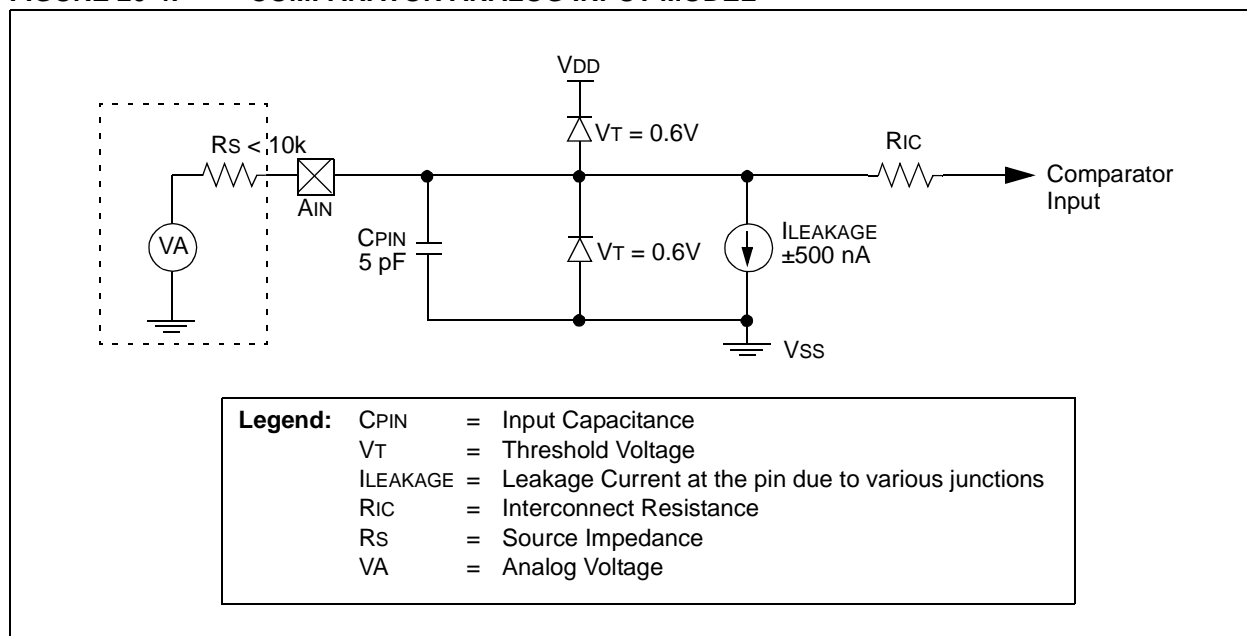 VDD
VT = 0.6V
RS < 10k
RIC
AIN
Comparator
Input
VA
CPIN
5 pF
VT = 0.6V
ILEAKAGE
±500 nA
VSS
Legend: CPIN = Input Capacitance
VT = Threshold Voltage
ILEAKAGE = Leakage Current at the pin due to various junctions
RIC = Interconnect Resistance
RS = Source Impedance
VA = Analog Voltage